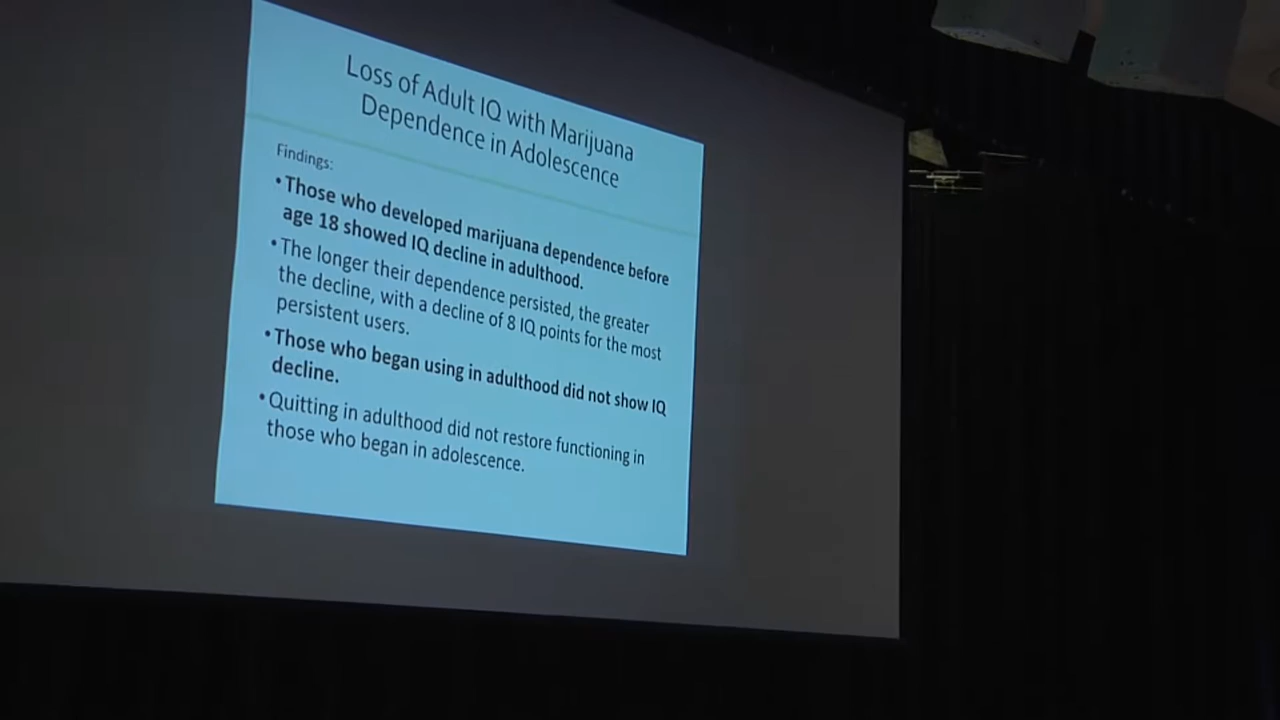 Loss of Adult IQ with Marijuana
Dependence in Adolescence
Findings:
•Those who developed marijuana dependence before
age 18 showed IQ decline in adulthood.
•The longer their dependence persisted, the greater
the decline, with a decline of 8 IQ points for the most
persistent users.
•Those who began using in adulthood did not show IQ
decline.
•Quitting in adulthood did not restore functioning in
those who began in adolescence.